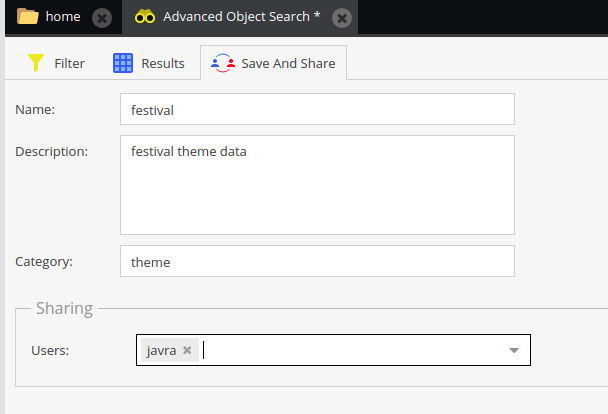 home
Advanced Object Search *
Filter
Results
Save And Share
Name:
festival
Description:
festival theme data
Category:
theme
Sharing
Users:
javra